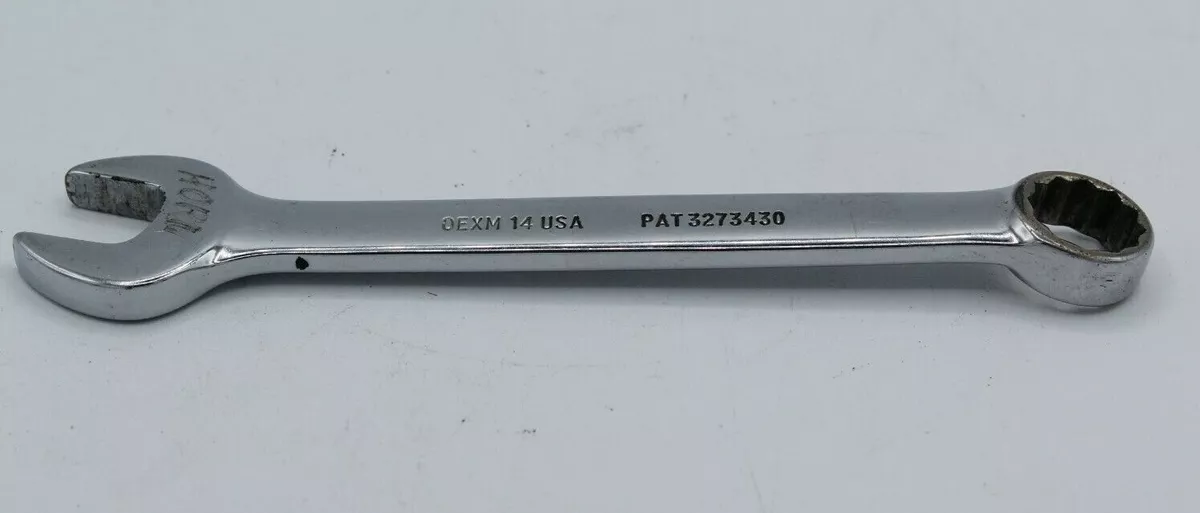 OEXM 14 USA PAT 3273430